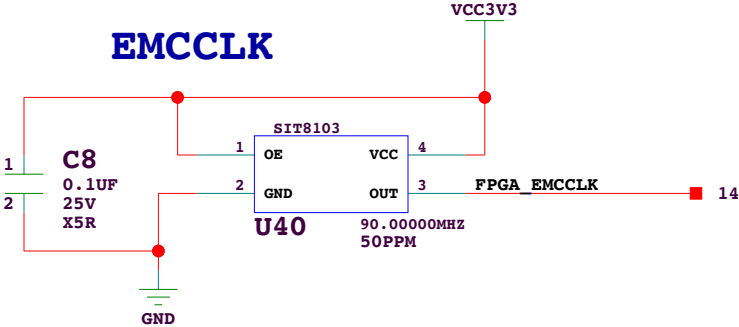 VCC3V3
EMCCLK
SIT8103
1 OE VCC 4
2 GND OUT 3 FPGA_EMCCLK 14
U40
90.00000MHZ
50PPM
1 C8
0.1UF
2 25V
X5R
GND